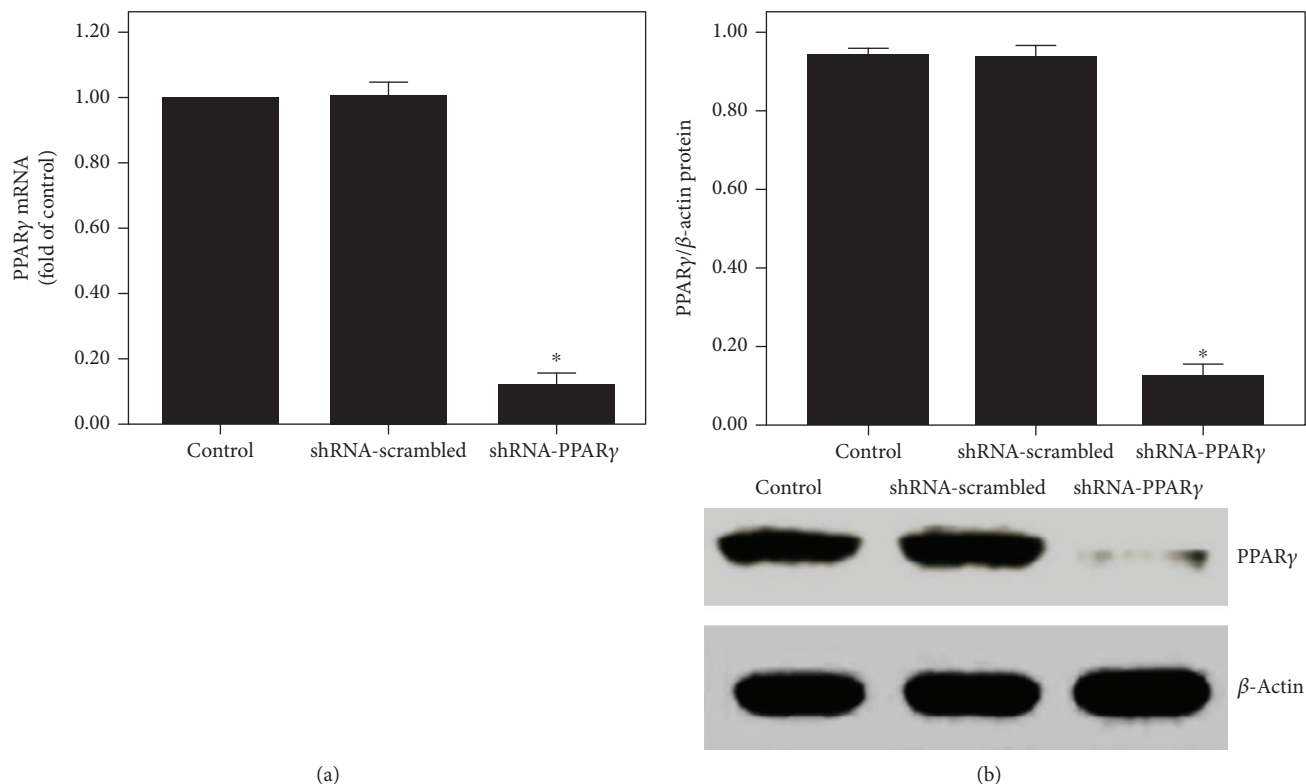 PPARγ mRNA
(fold of control)
1.20
1.00
0.80
0.60
0.40
0.20
0.00
*
Control shRNA-scrambled shRNA-PPARγ
(a)
PPARγ/β-actin protein
1.00
0.80
0.60
0.40
0.20
0.00
*
Control shRNA-scrambled shRNA-PPARγ
Control shRNA-scrambled shRNA-PPARγ
PPARγ
β-Actin
(b)